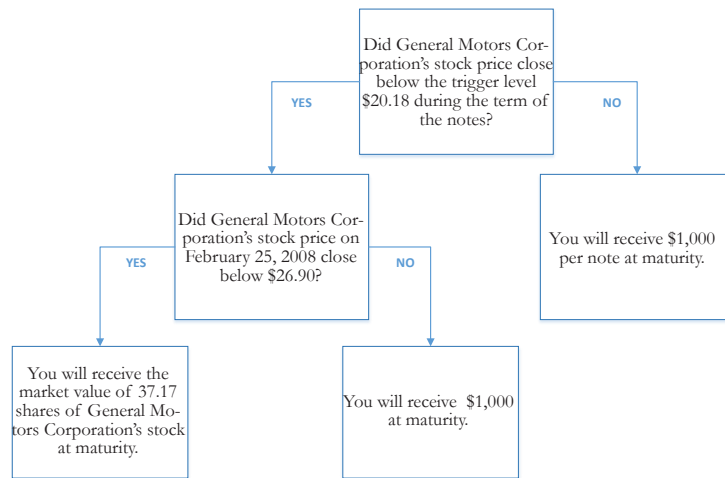 Did General Motors Cor-
poration's stock price close
below the trigger level
$20.18 during the term of
the notes?
YES
NO
Did General Motors Cor-
poration's stock price on
February 25, 2008 close
below $26.90?
You will receive $1,000
per note at maturity.
YES
NO
You will receive the
market value of 37.17
shares of General Mo-
tors Corporation's stock
at maturity.
You will receive  $1,000
at maturity.